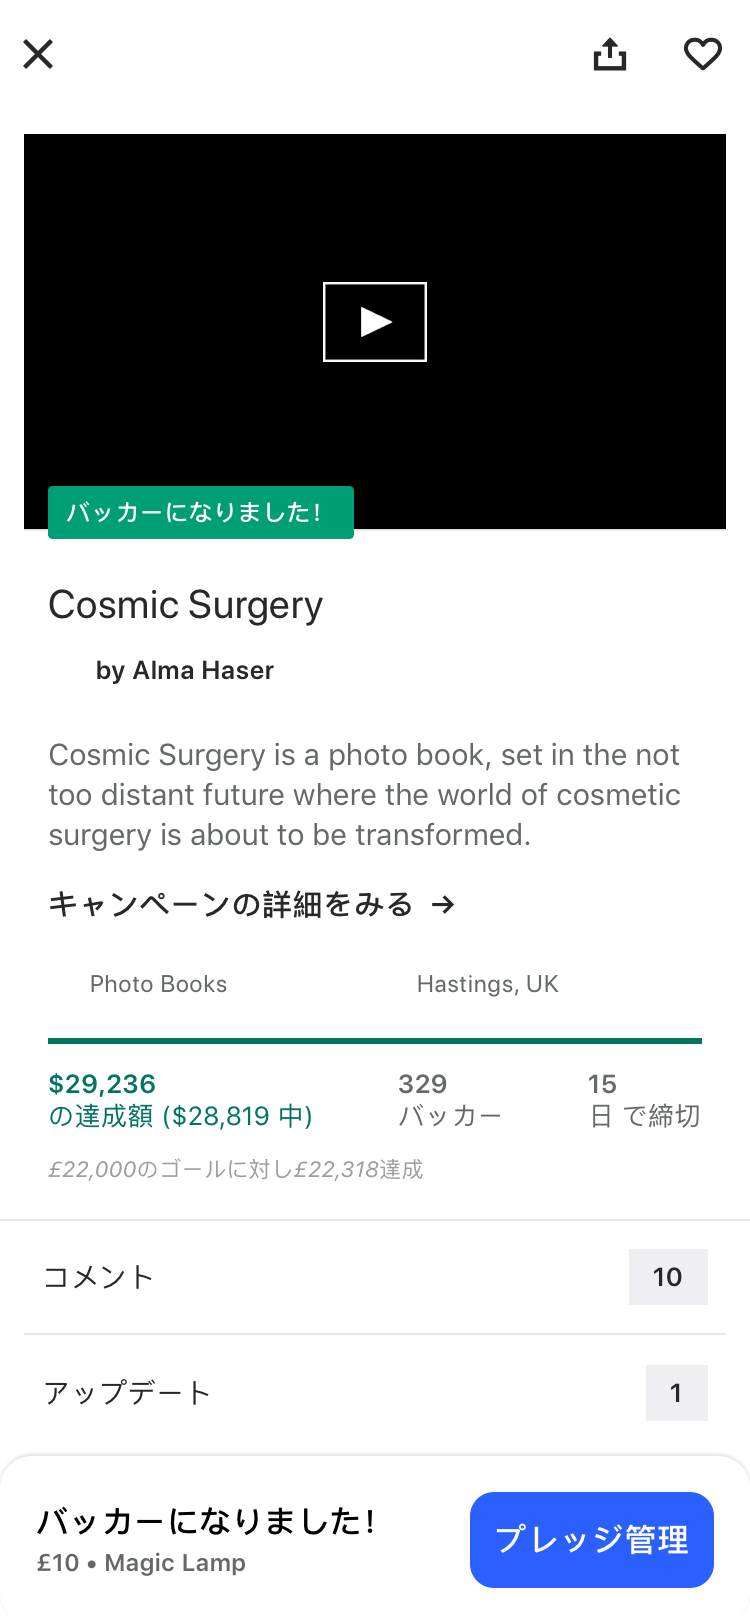 バッカーになりました！
Cosmic Surgery
by Alma Haser
Cosmic Surgery is a photo book, set in the not
too distant future where the world of cosmetic
surgery is about to be transformed.
キャンペーンの詳細をみる →
Photo Books
Hastings, UK
$29,236
の達成額 ($28,819 中)
329
バッカー
15
日 で締切
£22,000のゴールに対し£22,318達成
コメント
10
アップデート
1
バッカーになりました！
£10 • Magic Lamp
プレッジ管理